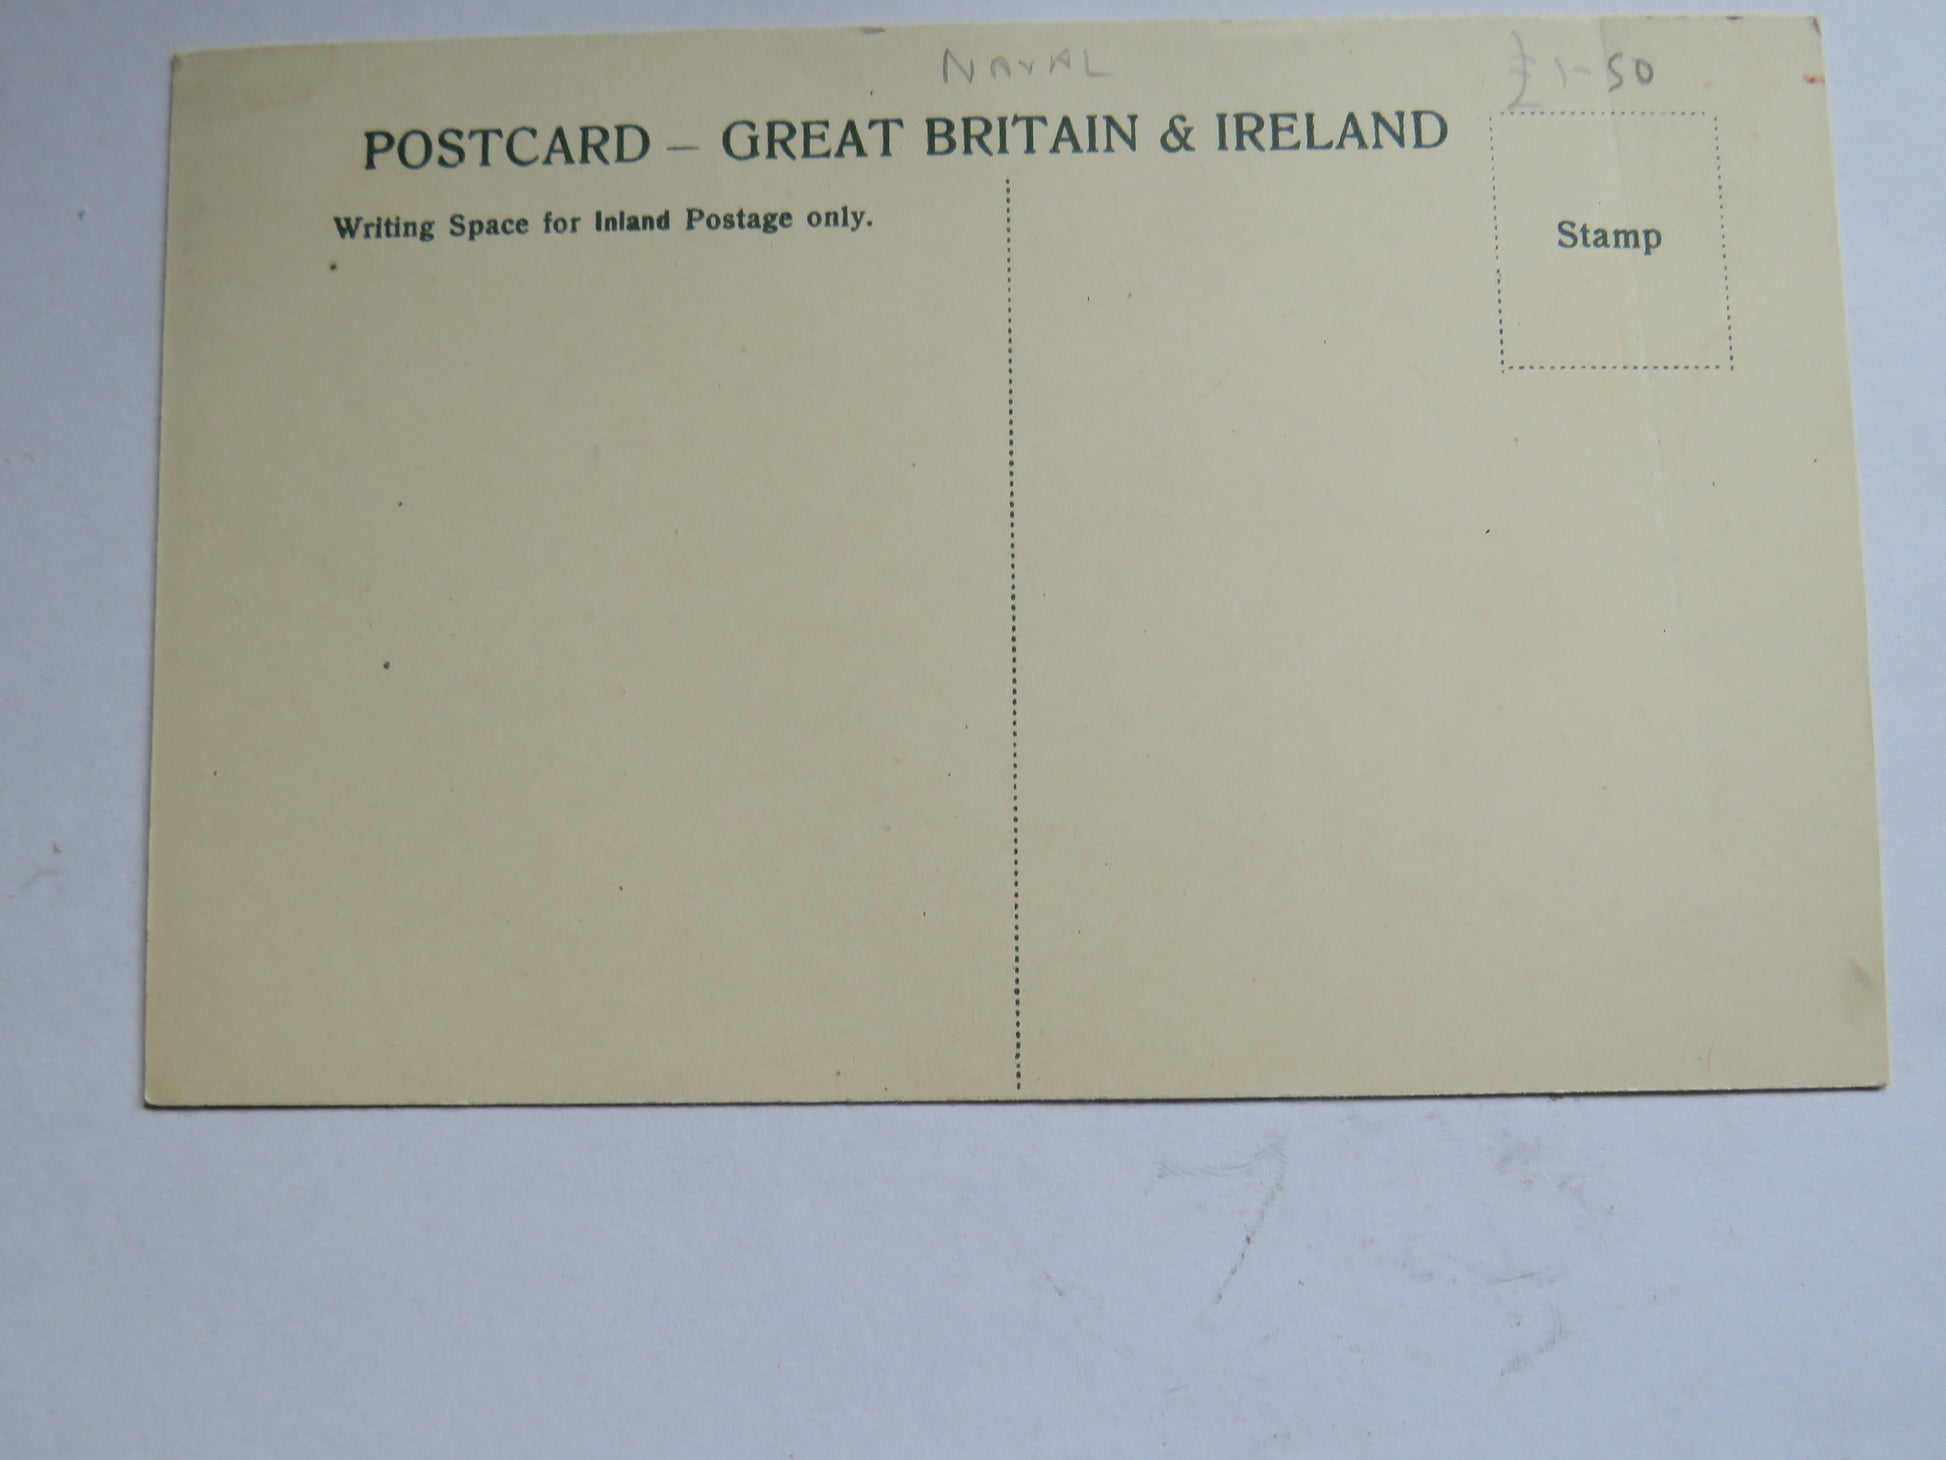 NAVAL
£1-50
POSTCARD – GREAT BRITAIN & IRELAND
Writing Space for Inland Postage only.
Stamp